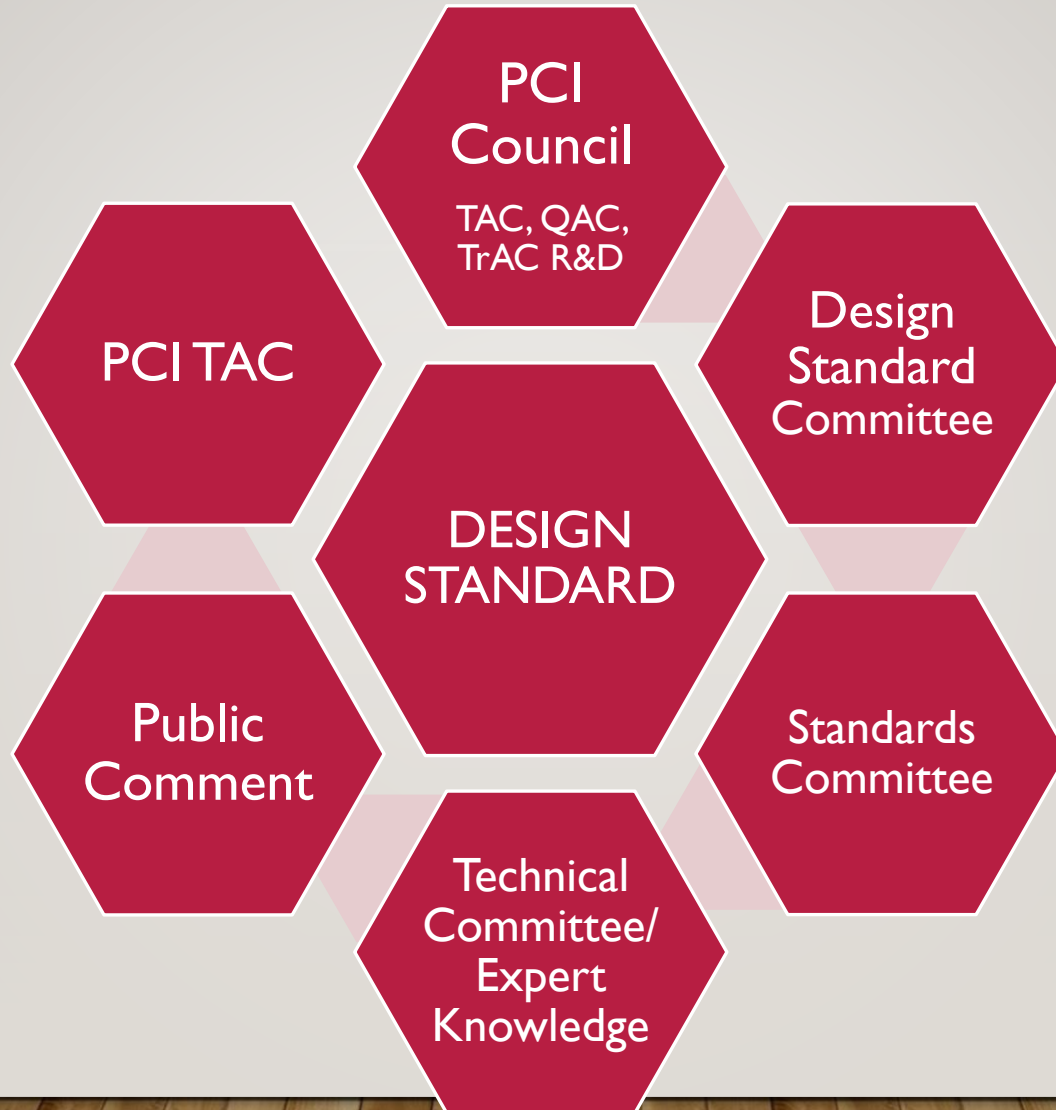 PCI
Council
TAC, QAC,
TrAC R&D
PCI TAC
Design
Standard
Committee
DESIGN
STANDARD
Public
Comment
Standards
Committee
Technical
Committee/
Expert
Knowledge